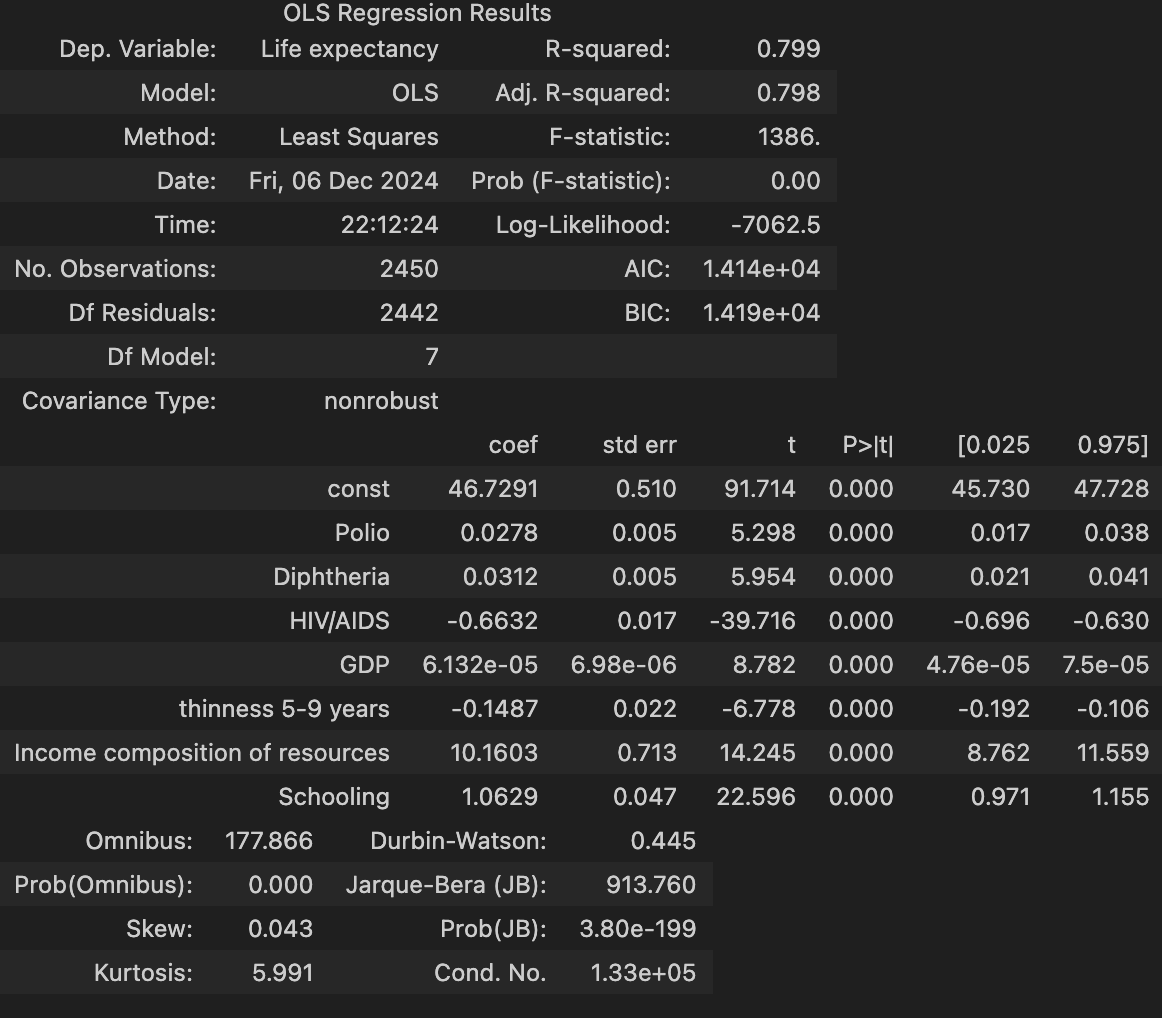 OLS Regression Results
Dep. Variable: Life expectancy R-squared: 0.799
Model: OLS Adj. R-squared: 0.798
Method: Least Squares F-statistic: 1386.
Date: Fri, 06 Dec 2024 Prob (F-statistic): 0.00
Time: 22:12:24 Log-Likelihood: -7062.5
No. Observations: 2450 AIC: 1.414e+04
Df Residuals: 2442 BIC: 1.419e+04
Df Model: 7
Covariance Type: nonrobust
coef std err t P>|t| [0.025 0.975]
const 46.7291 0.510 91.714 0.000 45.730 47.728
Polio 0.0278 0.005 5.298 0.000 0.017 0.038
Diphtheria 0.0312 0.005 5.954 0.000 0.021 0.041
HIV/AIDS -0.6632 0.017 -39.716 0.000 -0.696 -0.630
GDP 6.132e-05 6.98e-06 8.782 0.000 4.76e-05 7.5e-05
thinness 5-9 years -0.1487 0.022 -6.778 0.000 -0.192 -0.106
Income composition of resources 10.1603 0.713 14.245 0.000 8.762 11.559
Schooling 1.0629 0.047 22.596 0.000 0.971 1.155
Omnibus: 177.866 Durbin-Watson: 0.445
Prob(Omnibus): 0.000 Jarque-Bera (JB): 913.760
Skew: 0.043 Prob(JB): 3.80e-199
Kurtosis: 5.991 Cond. No. 1.33e+05